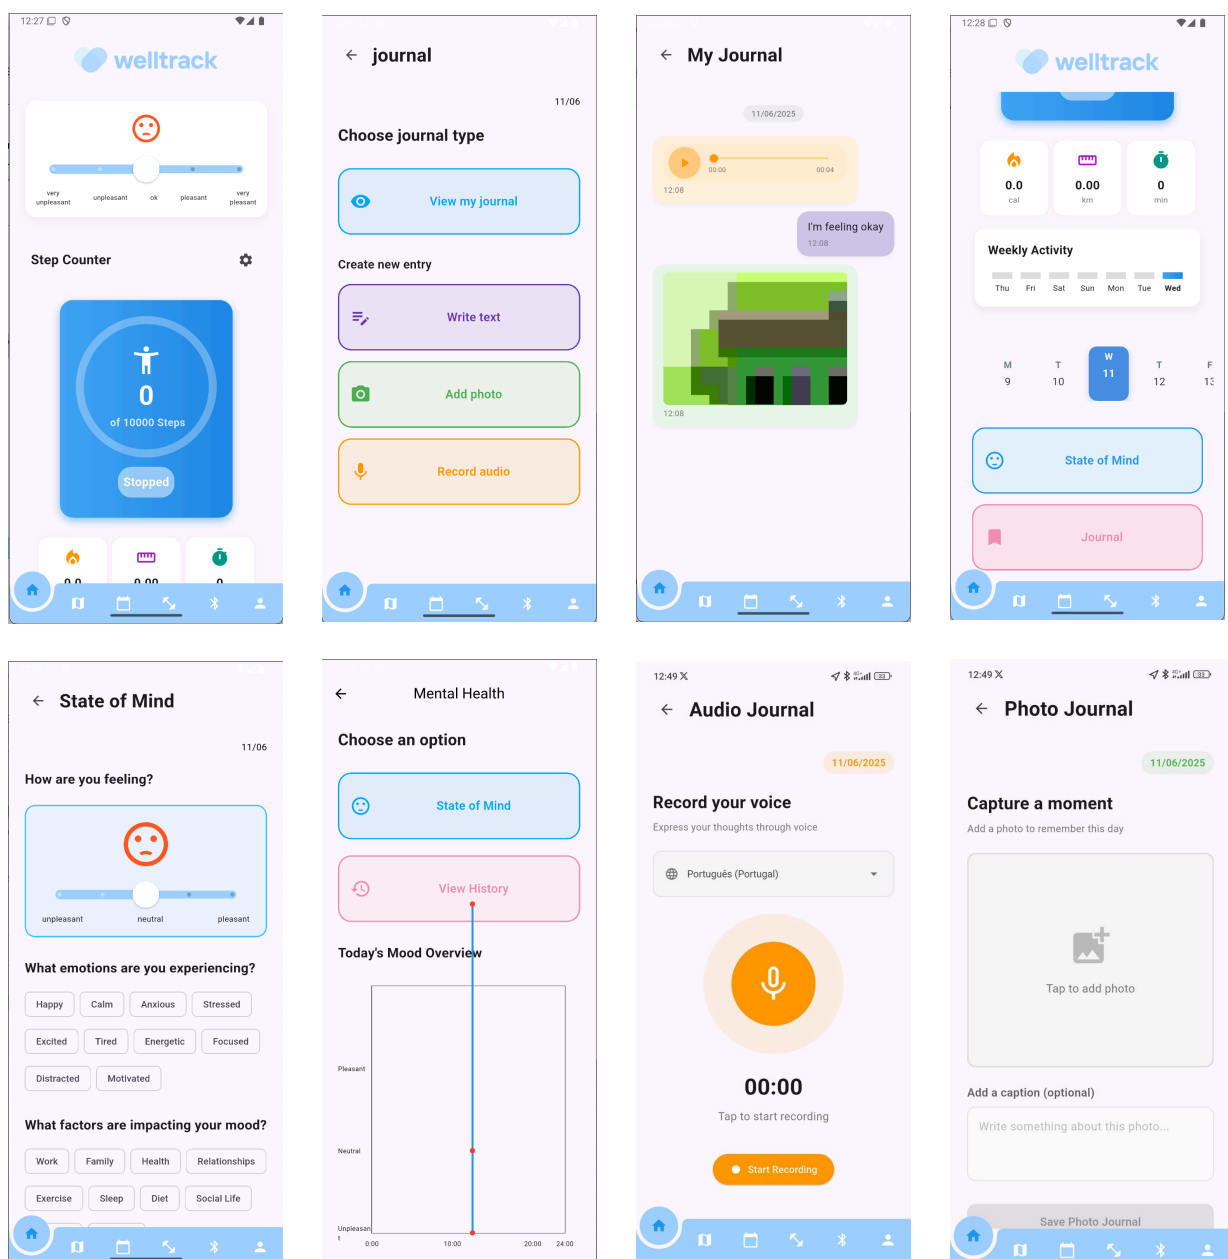 12:27
welltrack
very unpleasant
unpleasant
ok
pleasant
very pleasant
Step Counter
0
of 10000 Steps
Stopped
0.0
0.00
0
journal
11/06
Choose journal type
View my journal
Create new entry
Write text
Add photo
Record audio
My Journal
11/06/2025
00:00
00:04
12:08
I'm feeling okay
12:08
12:08
12:28
welltrack
0.0
cal
0.00
km
0
min
Weekly Activity
Thu Fri Sat Sun Mon Tue Wed
M T W T F
9 10 11 12 13
State of Mind
Journal
State of Mind
11/06
How are you feeling?
unpleasant
neutral
pleasant
What emotions are you experiencing?
Happy Calm Anxious Stressed
Excited Tired Energetic Focused
Distracted Motivated
What factors are impacting your mood?
Work Family Health Relationships
Exercise Sleep Diet Social Life
Mental Health
Choose an option
State of Mind
View History
Today's Mood Overview
Pleasant
Neutral
Unpleasan
t
0:00 10:00 20:00 24:00
12:49
33
Audio Journal
11/06/2025
Record your voice
Express your thoughts through voice
Português (Portugal)
00:00
Tap to start recording
Start Recording
12:49
33
Photo Journal
11/06/2025
Capture a moment
Add a photo to remember this day
Tap to add photo
Add a caption (optional)
Write something about this photo...
Save Photo Journal